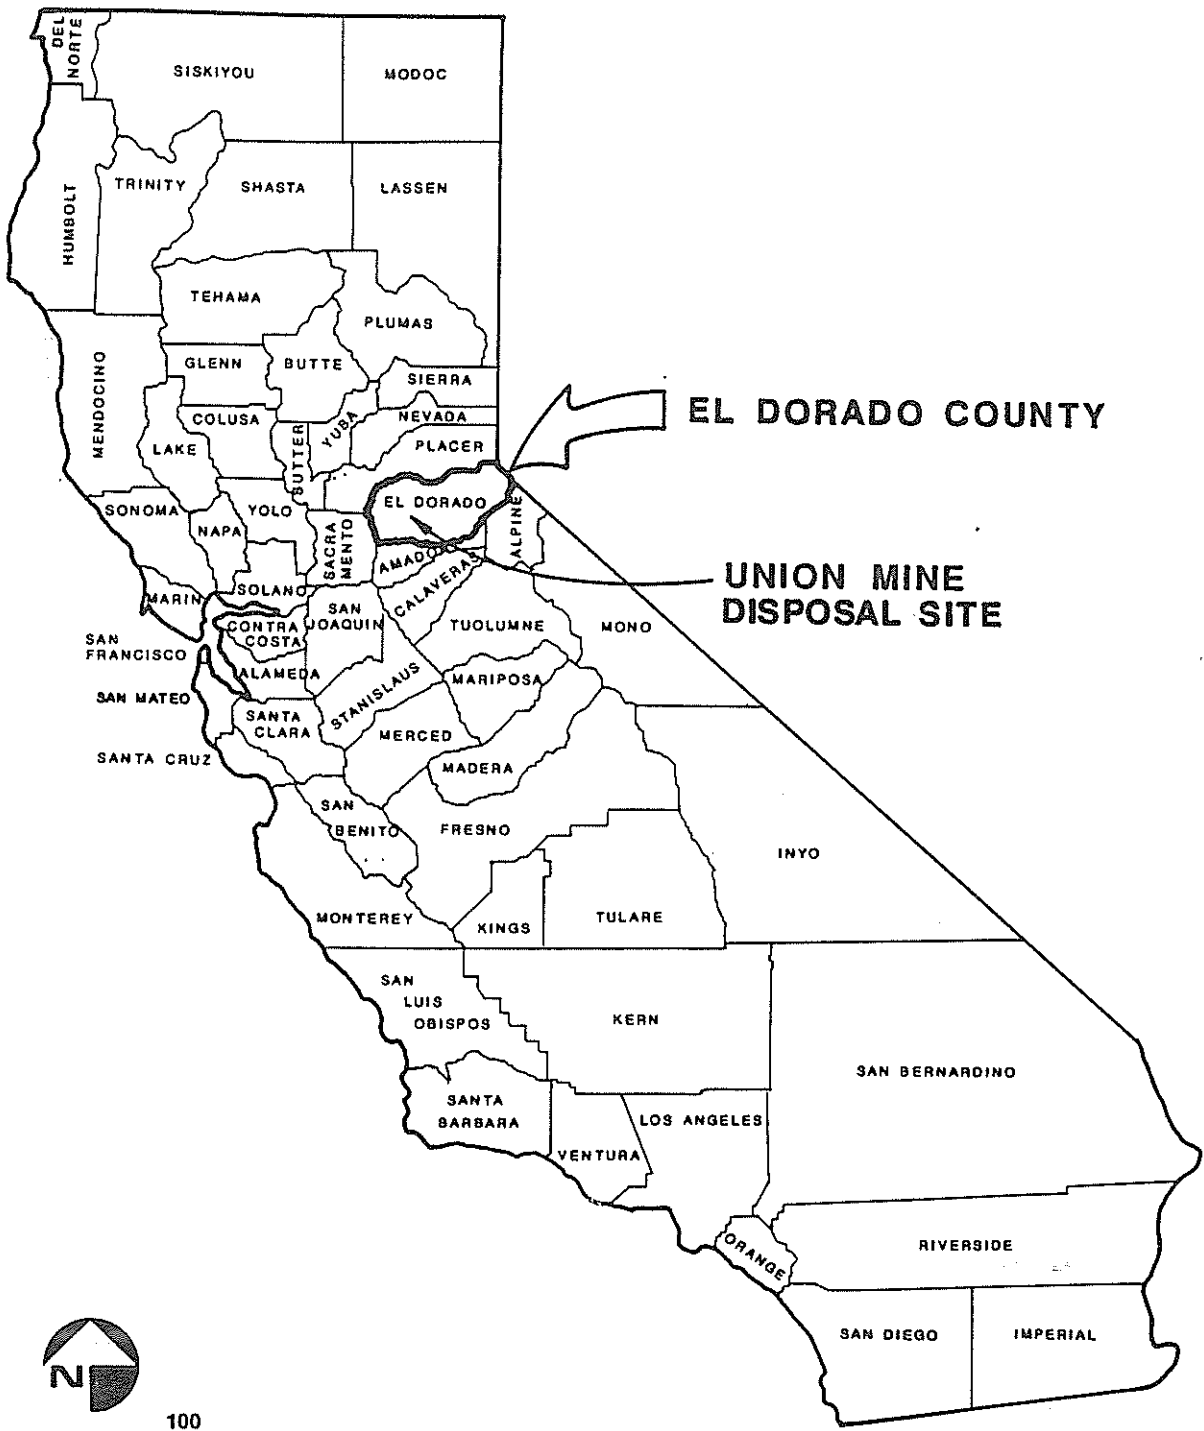 DEL
NORTE
SISKIYOU
MODOC
HUMBOLT
TRINITY
SHASTA
LASSEN
TEHAMA
PLUMAS
MENDOCINO
GLENN
BUTTE
SIERRA
COLUSA
YUBA
NEVADA
LAKE
SUTTER
PLACER
EL DORADO COUNTY
SONOMA
NAPA
YOLO
EL DORADO
SACRA
MENTO
ALPINE
AMADO
CALAVERAS
UNION MINE
DISPOSAL SITE
MARIN
SOLANO
SAN
JOAQUIN
CONTRA
COSTA
TUOLUMNE
MONO
SAN
FRANCISCO
ALAMEDA
STANISLAUS
MARIPOSA
SAN MATEO
SANTA
CLARA
MERCED
SANTA CRUZ
MADERA
SAN
BENITO
FRESNO
INYO
MONTEREY
KINGS
TULARE
SAN
LUIS
OBISPOS
KERN
SAN BERNARDINO
SANTA
BARBARA
LOS ANGELES
VENTURA
ORANGE
RIVERSIDE
SAN DIEGO
IMPERIAL
N
100